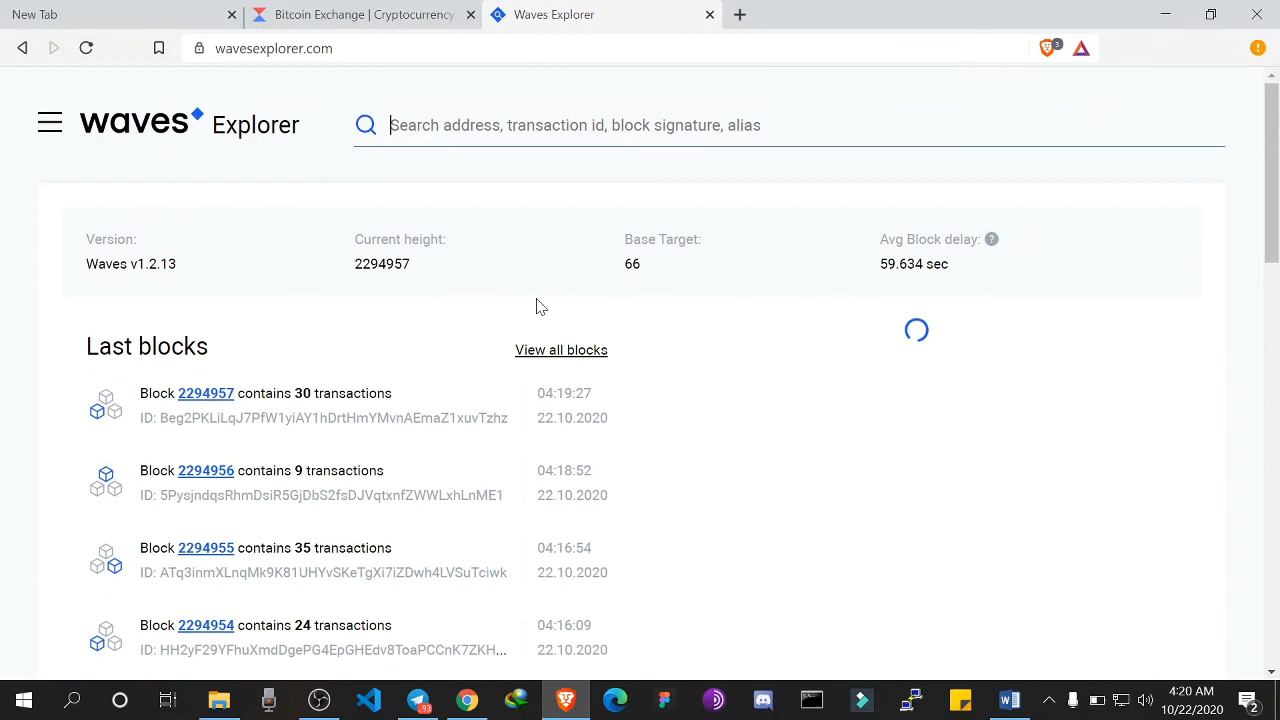 New Tab
Bitcoin Exchange | Cryptocurrency
Waves Explorer
wavesexplorer.com
3
waves Explorer
Search address, transaction id, block signature, alias
Version:
Current height:
Base Target:
Avg Block delay: ?
Waves v1.2.13
2294957
66
59.634 sec
Last blocks
View all blocks
Block 2294957 contains 30 transactions
04:19:27
ID: Beg2PKLiLqJ7PfW1yiAY1hDrtHmYMvnAEmaZ1xuvTzhz
22.10.2020
Block 2294956 contains 9 transactions
04:18:52
ID: 5PysjndqsRhmDsiR5GjDbS2fsDJVqtxnfZWWLxhLnME1
22.10.2020
Block 2294955 contains 35 transactions
04:16:54
ID: ATq3inmXLnqMk9K81UHYvSKeTgXi7iZDwh4LVSuTciwk
22.10.2020
Block 2294954 contains 24 transactions
04:16:09
ID: HH2yF29YFhuXmdDgePG4EpGHEdv8ToaPCCnK7ZKH...
22.10.2020
93
4:20 AM
10/22/2020
2